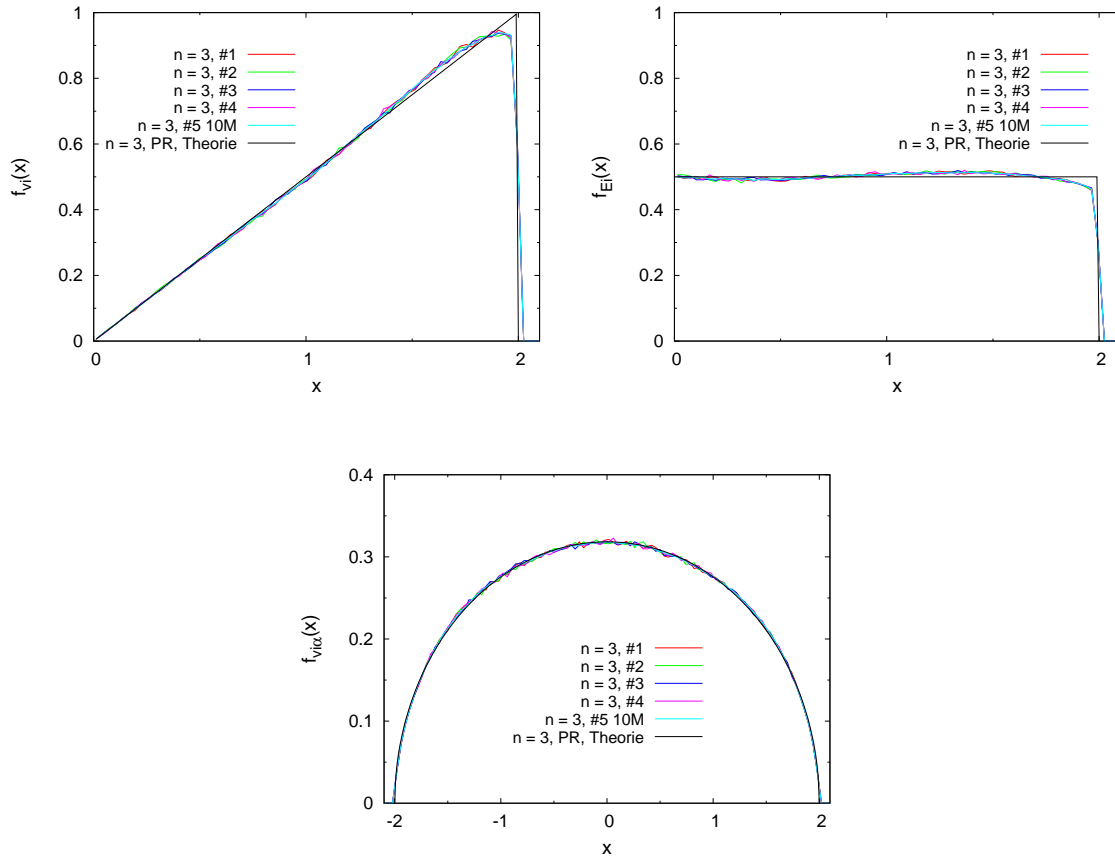 1
0.8
0.6
0.4
0.2
0
0
1
2
f_vi(x)
x
n = 3, #1
n = 3, #2
n = 3, #3
n = 3, #4
n = 3, #5 10M
n = 3, PR, Theorie
1
0.8
0.6
0.4
0.2
0
0
1
2
f_Ei(x)
x
n = 3, #1
n = 3, #2
n = 3, #3
n = 3, #4
n = 3, #5 10M
n = 3, PR, Theorie
0.4
0.3
0.2
0.1
0
-2
-1
0
1
2
f_viα(x)
x
n = 3, #1
n = 3, #2
n = 3, #3
n = 3, #4
n = 3, #5 10M
n = 3, PR, Theorie